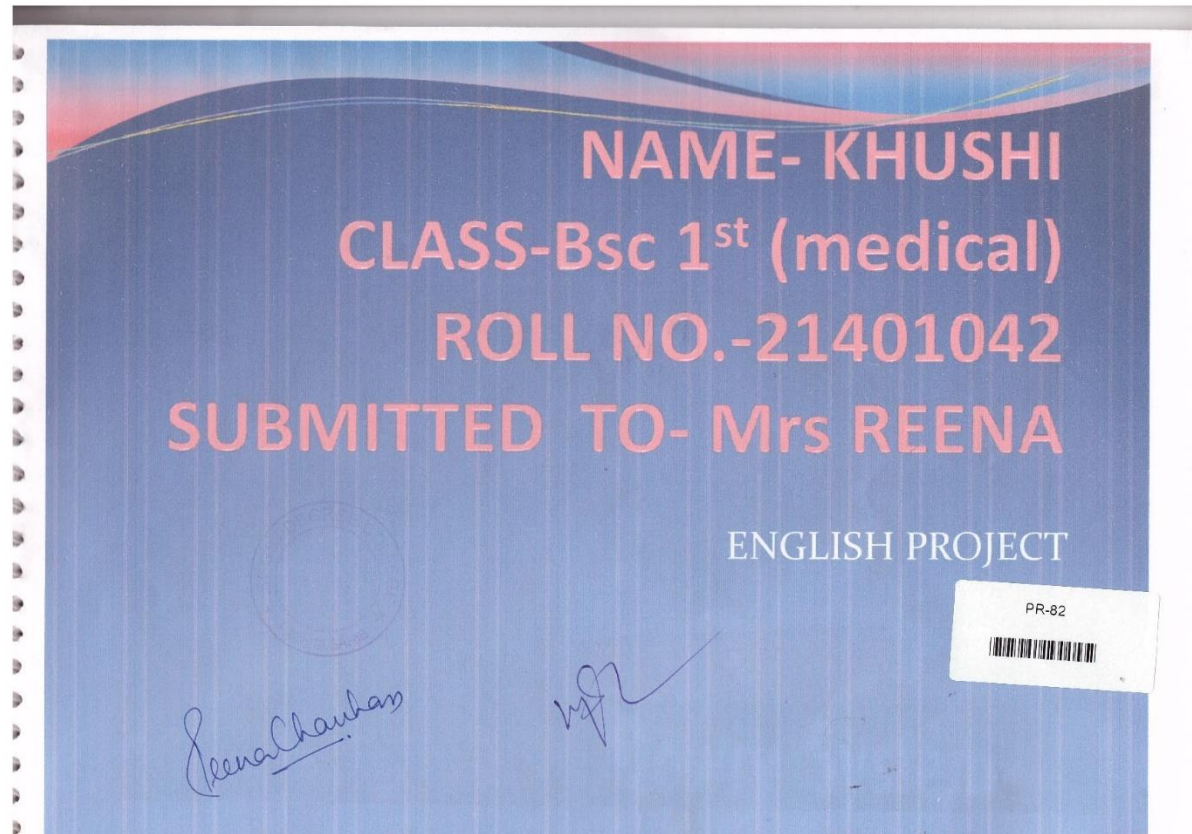 NAME- KHUSHI
CLASS-Bsc 1st (medical)
ROLL NO.-21401042
SUBMITTED  TO- Mrs REENA
ENGLISH PROJECT
PR-82
Reena Chauhan